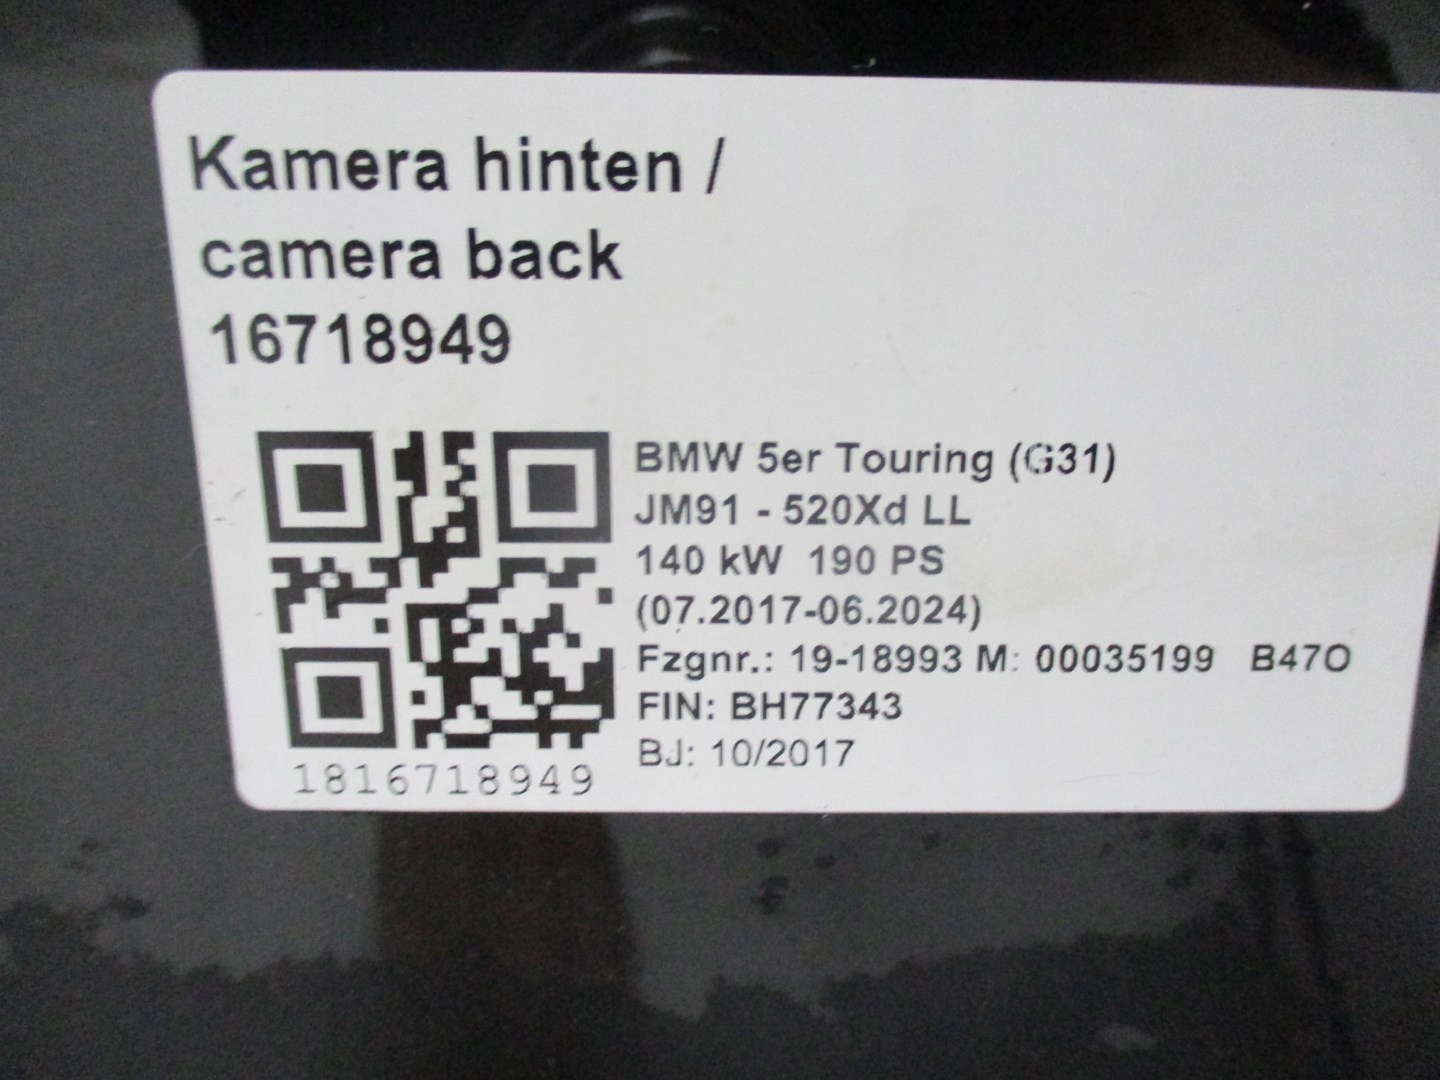 Kamera hinten /
camera back
16718949
BMW 5er Touring (G31)
JM91 - 520Xd LL
140 kW 190 PS
(07.2017-06.2024)
Fzgnr.: 19-18993 M: 00035199 B47O
FIN: BH77343
BJ: 10/2017
1816718949